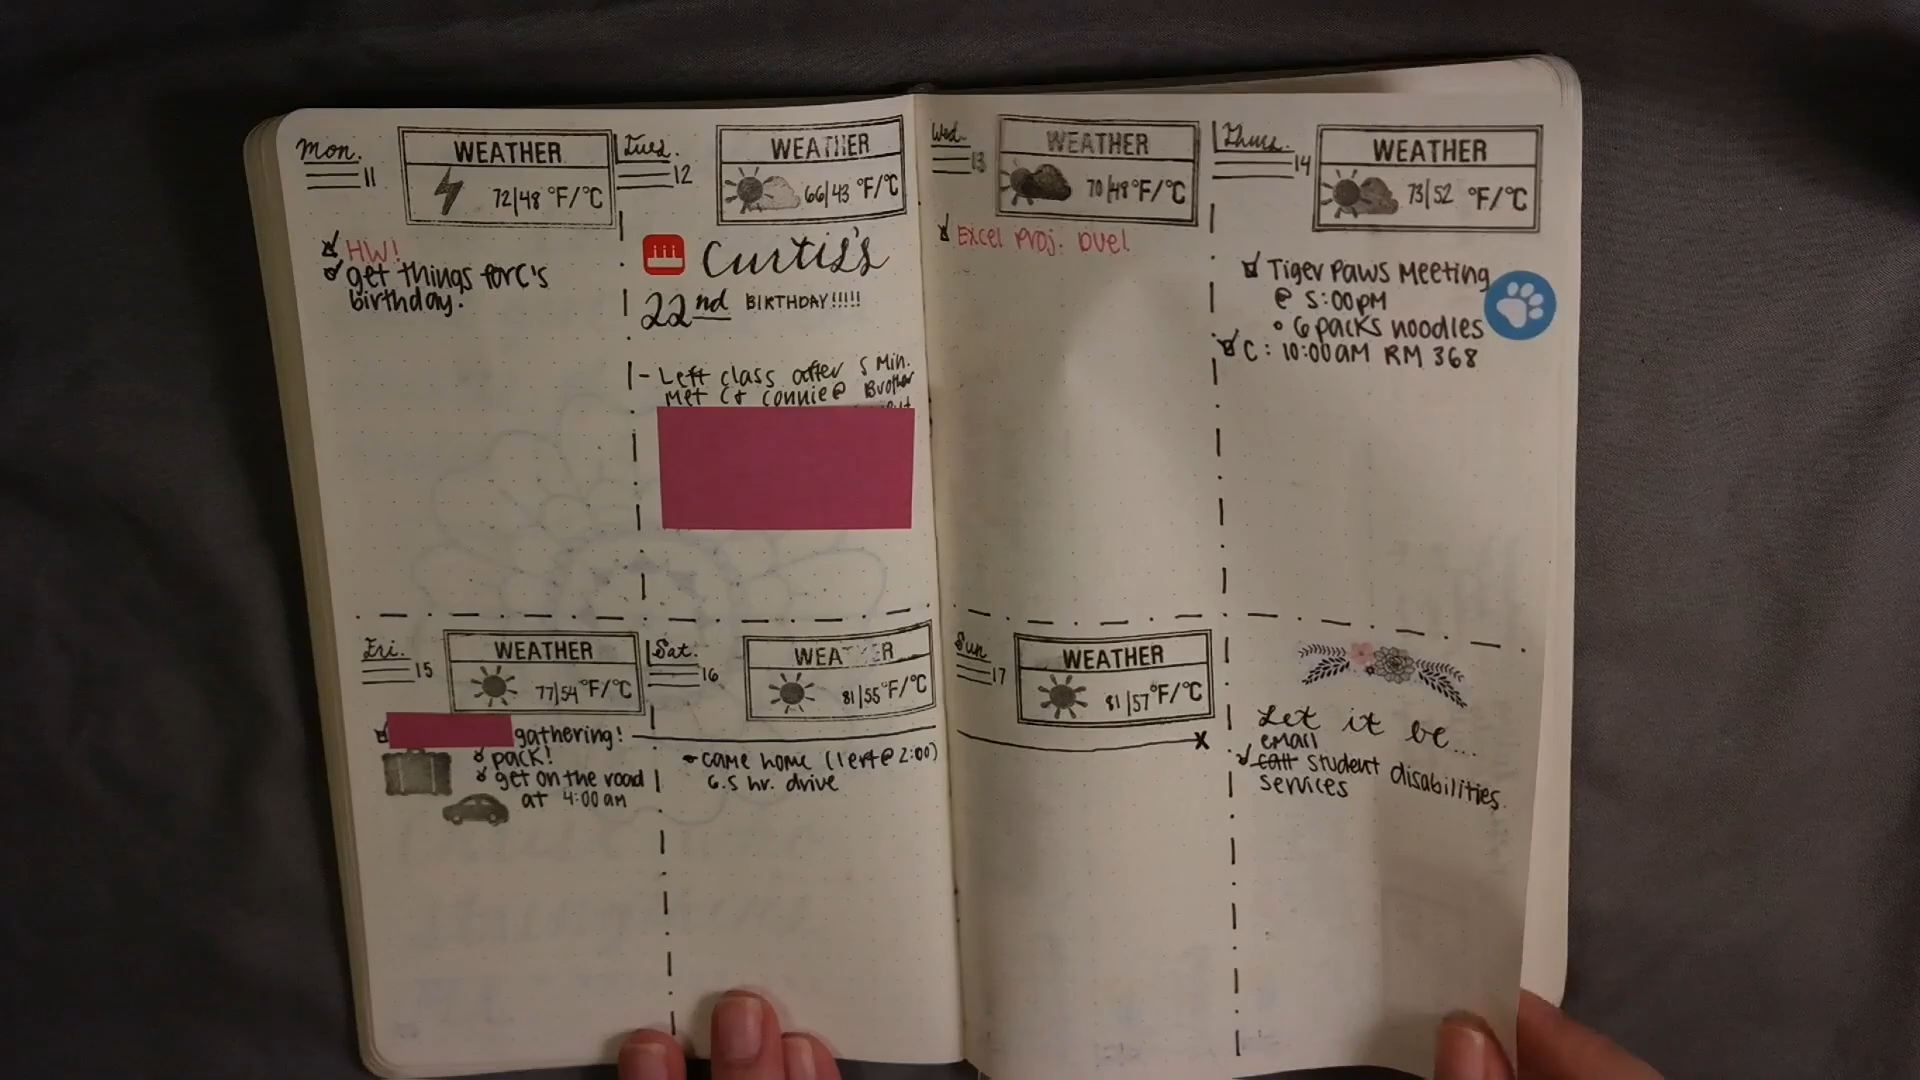 Mon.
11
WEATHER
72/48 °F/°C
HW!
get things for C's
birthday!
Tues.
12
WEATHER
66/43 °F/°C
Curtis's
22nd BIRTHDAY!!!!!
- Left class after 5 min.
met C & Connie @ Brother
Wed.
13
WEATHER
70/48 °F/°C
Excel Proj. Due!
Thurs.
14
WEATHER
73/52 °F/°C
Tiger Paws Meeting
@ 5:00pm
• 6 packs noodles
C: 10:00AM RM 368
Fri.
15
WEATHER
77/54 °F/°C
gathering!
pack!
get on the road
at 4:00 am
Sat.
16
WEATHER
81/55 °F/°C
- came home (left @ 2:00)
6.5 hr. drive
Sun
17
WEATHER
81/57 °F/°C
x
Let it be...
email
call student disabilities
services